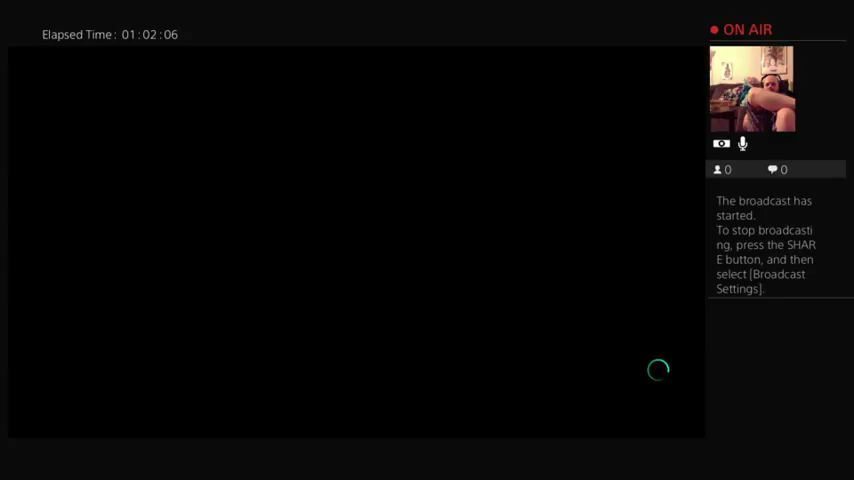 Elapsed Time: 01:02:06
ON AIR
0
0
The broadcast has
started.
To stop broadcasti
ng, press the SHAR
E button, and then
select [Broadcast
Settings].